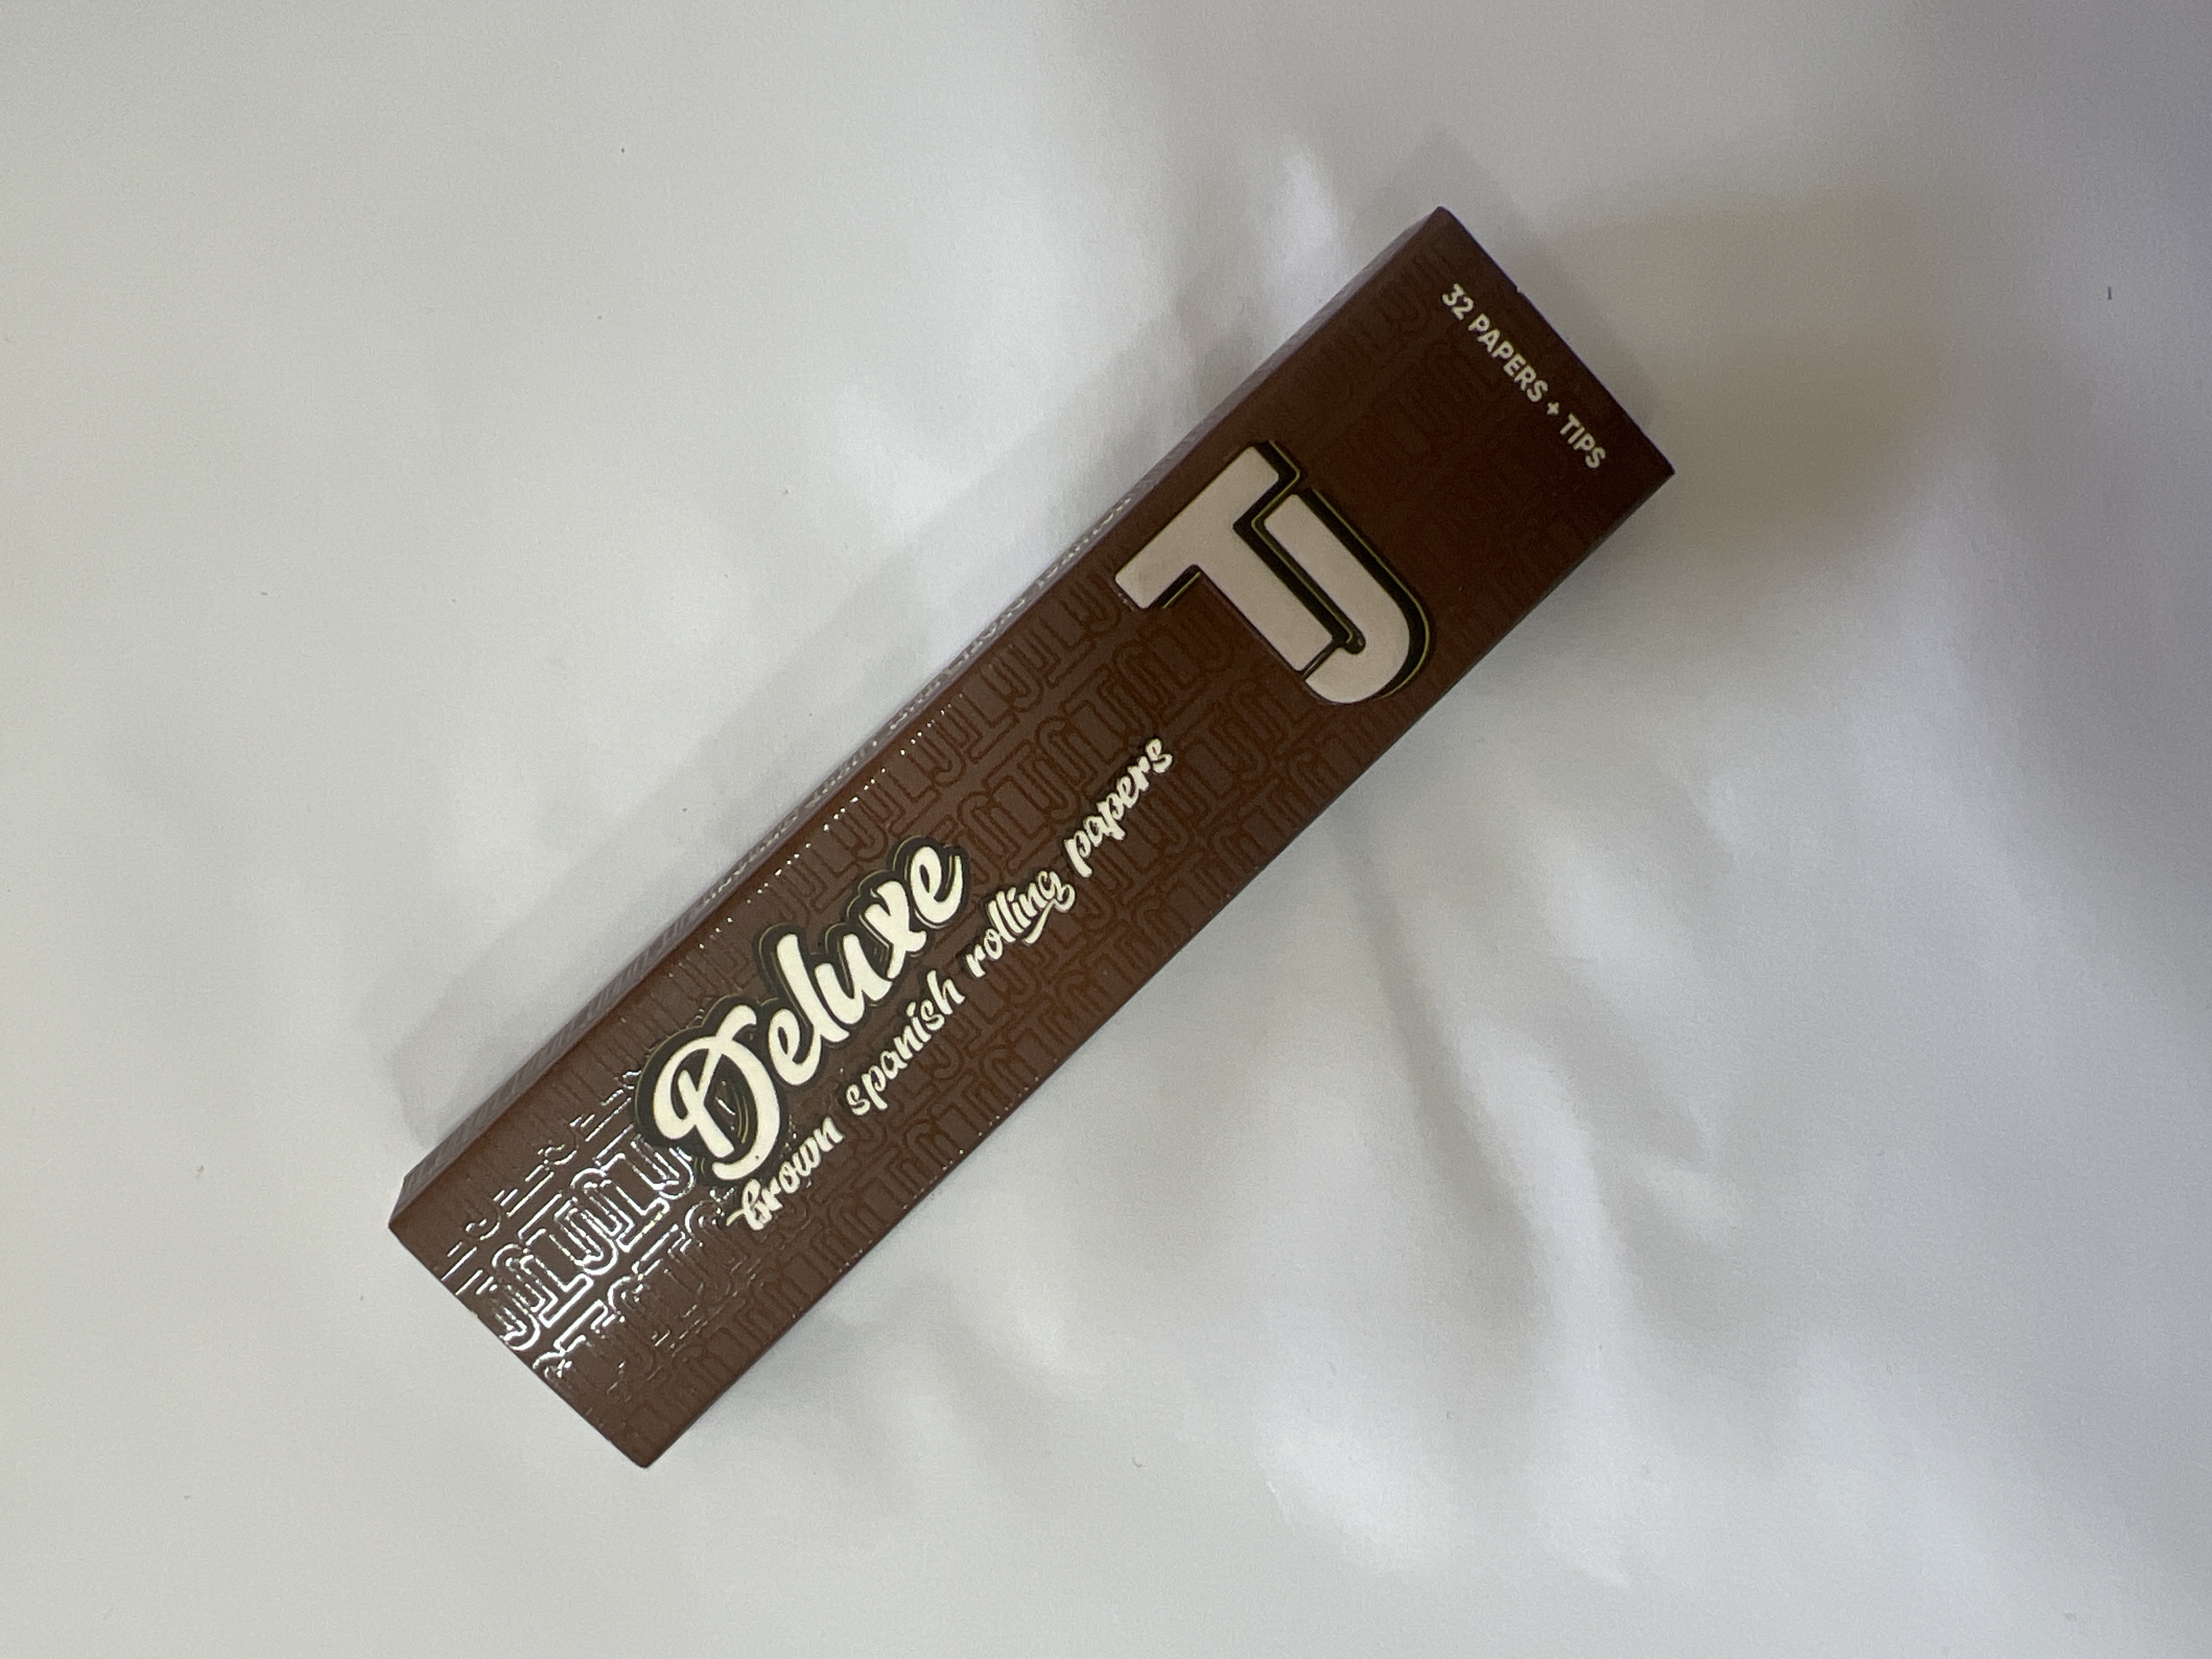 32 PAPERS + TIPS
TJ
Deluxe
brown spanish rolling papers